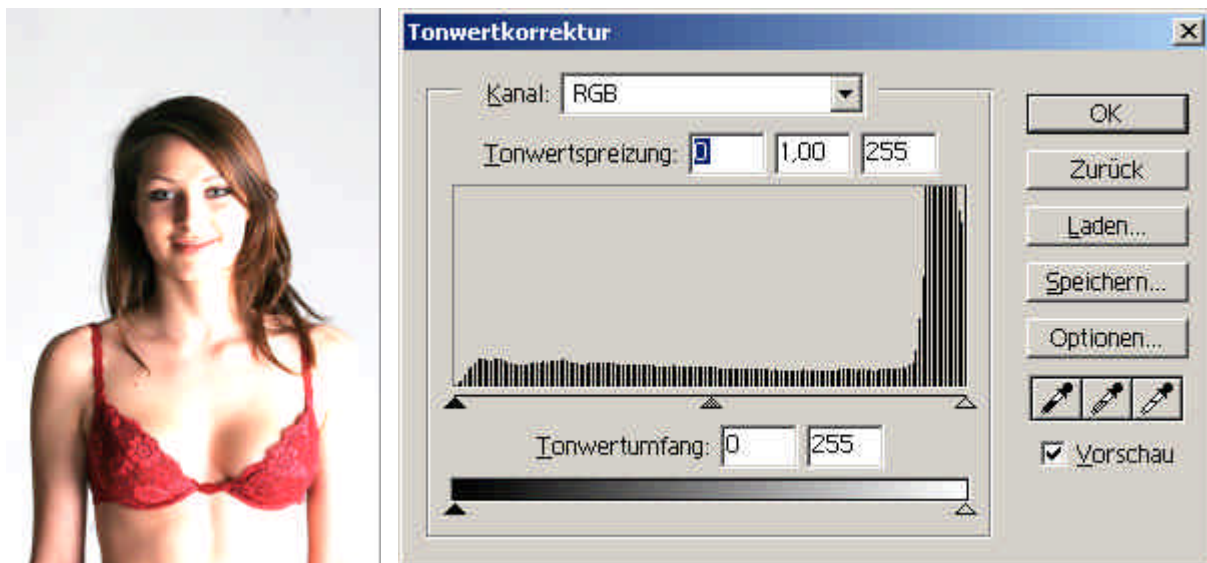 Tonwertkorrektur
Kanal: RGB
OK
Tonwertspreizung: 0 1,00 255
Zurück
Laden...
Speichern...
Optionen...
Tonwertumfang: 0 255
Vorschau